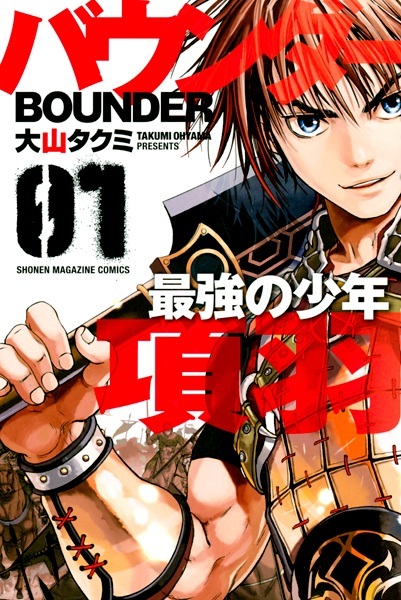 バウンダー
BOUNDER
大山タクミ
TAKUMI OHYAMA
PRESENTS
01
SHONEN MAGAZINE COMICS
最強の少年
項羽